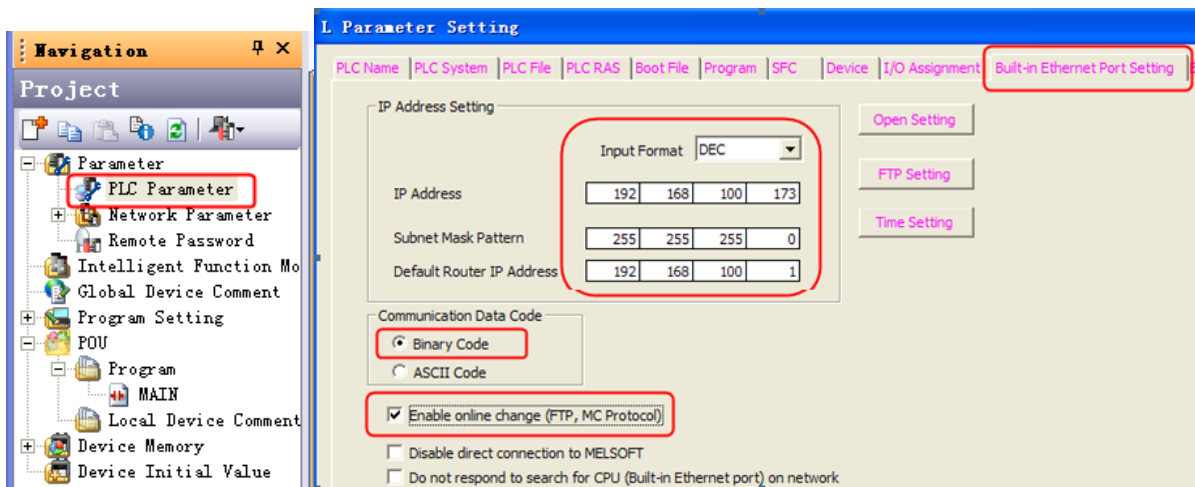 Navigation
Project
Parameter
PLC Parameter
Network Parameter
Remote Password
Intelligent Function Mo
Global Device Comment
Program Setting
POU
Program
MAIN
Local Device Comment
Device Memory
Device Initial Value
L Parameter Setting
PLC Name PLC System PLC File PLC RAS Boot File Program SFC Device I/O Assignment Built-in Ethernet Port Setting
IP Address Setting
Input Format DEC
IP Address 192 168 100 173
Subnet Mask Pattern 255 255 255 0
Default Router IP Address 192 168 100 1
Open Setting
FTP Setting
Time Setting
Communication Data Code
Binary Code
ASCII Code
Enable online change (FTP, MC Protocol)
Disable direct connection to MELSOFT
Do not respond to search for CPU (Built-in Ethernet port) on network